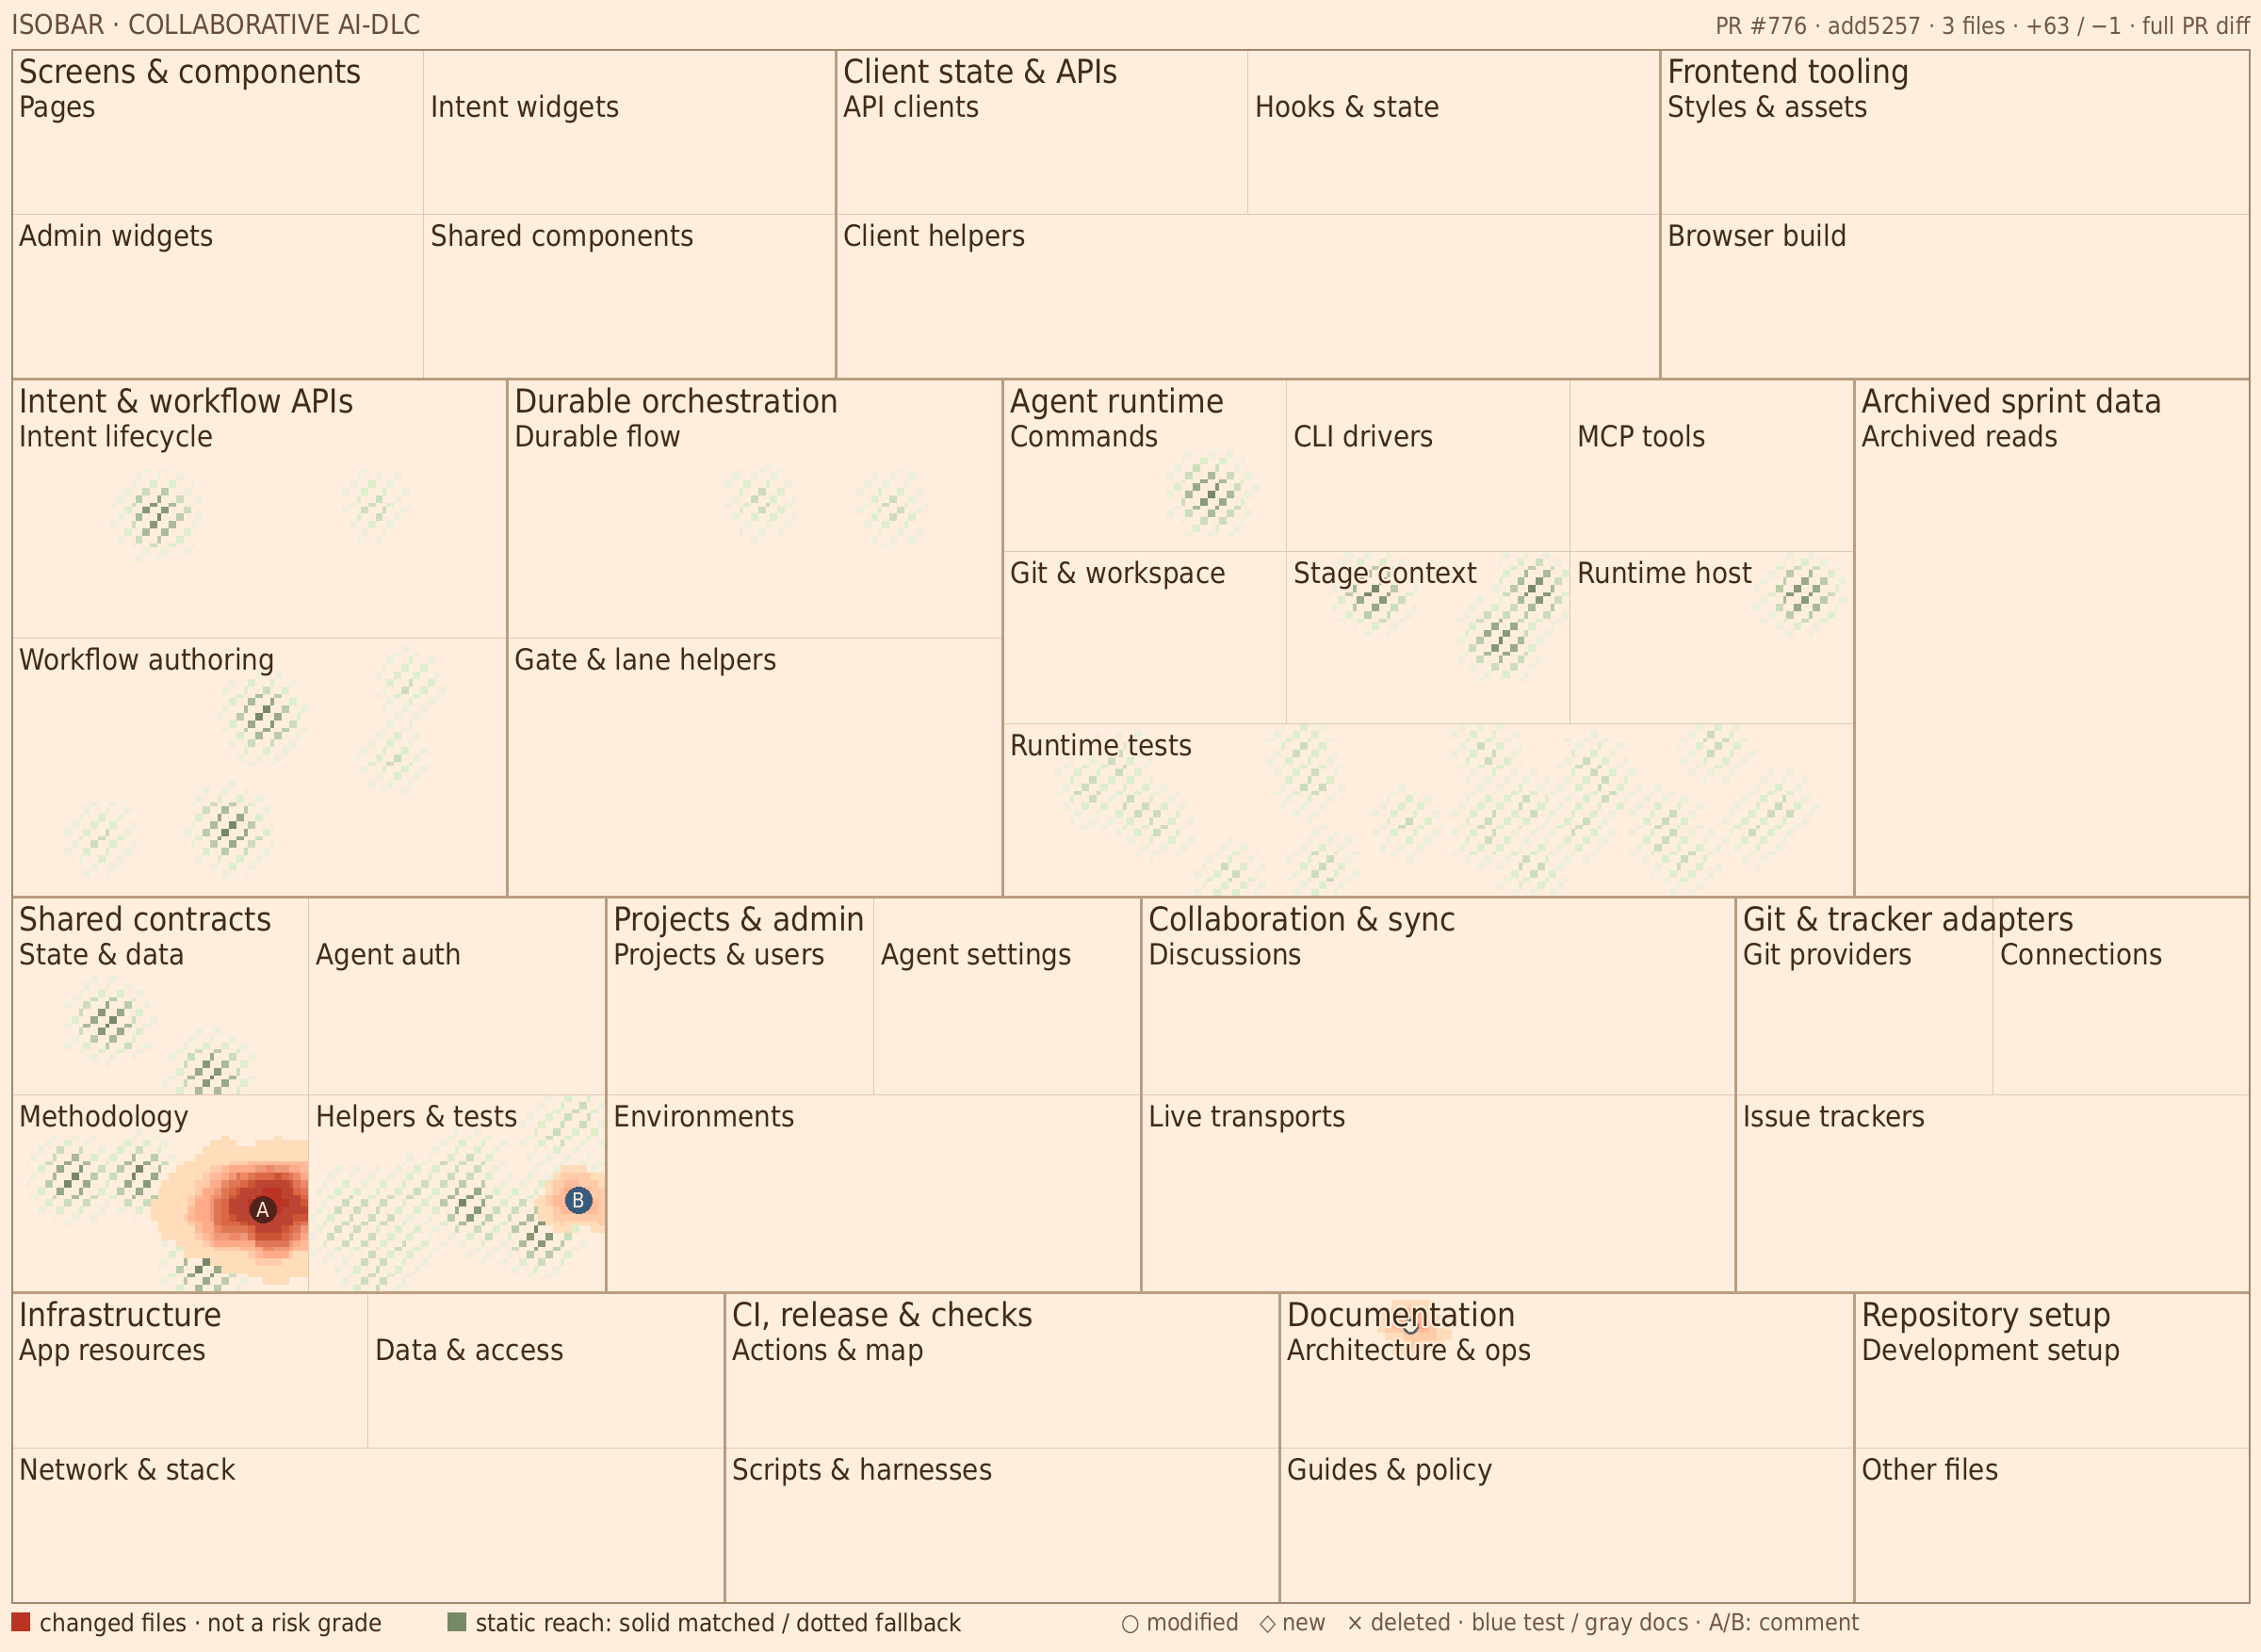 ISOBAR · COLLABORATIVE AI-DLC
PR #776 · add5257 · 3 files · +63 / −1 · full PR diff
Screens & components
Pages
Intent widgets
Client state & APIs
API clients
Hooks & state
Frontend tooling
Styles & assets
Admin widgets
Shared components
Client helpers
Browser build
Intent & workflow APIs
Intent lifecycle
Durable orchestration
Durable flow
Agent runtime
Commands
CLI drivers
MCP tools
Archived sprint data
Archived reads
Git & workspace
Stage context
Runtime host
Workflow authoring
Gate & lane helpers
Runtime tests
Shared contracts
State & data
Agent auth
Projects & admin
Projects & users
Agent settings
Collaboration & sync
Discussions
Git & tracker adapters
Git providers
Connections
Methodology
Helpers & tests
Environments
Live transports
Issue trackers
A
B
Infrastructure
App resources
Data & access
CI, release & checks
Actions & map
Documentation
Architecture & ops
Repository setup
Development setup
Network & stack
Scripts & harnesses
Guides & policy
Other files
changed files · not a risk grade
static reach: solid matched / dotted fallback
○ modified ◇ new × deleted · blue test / gray docs · A/B: comment